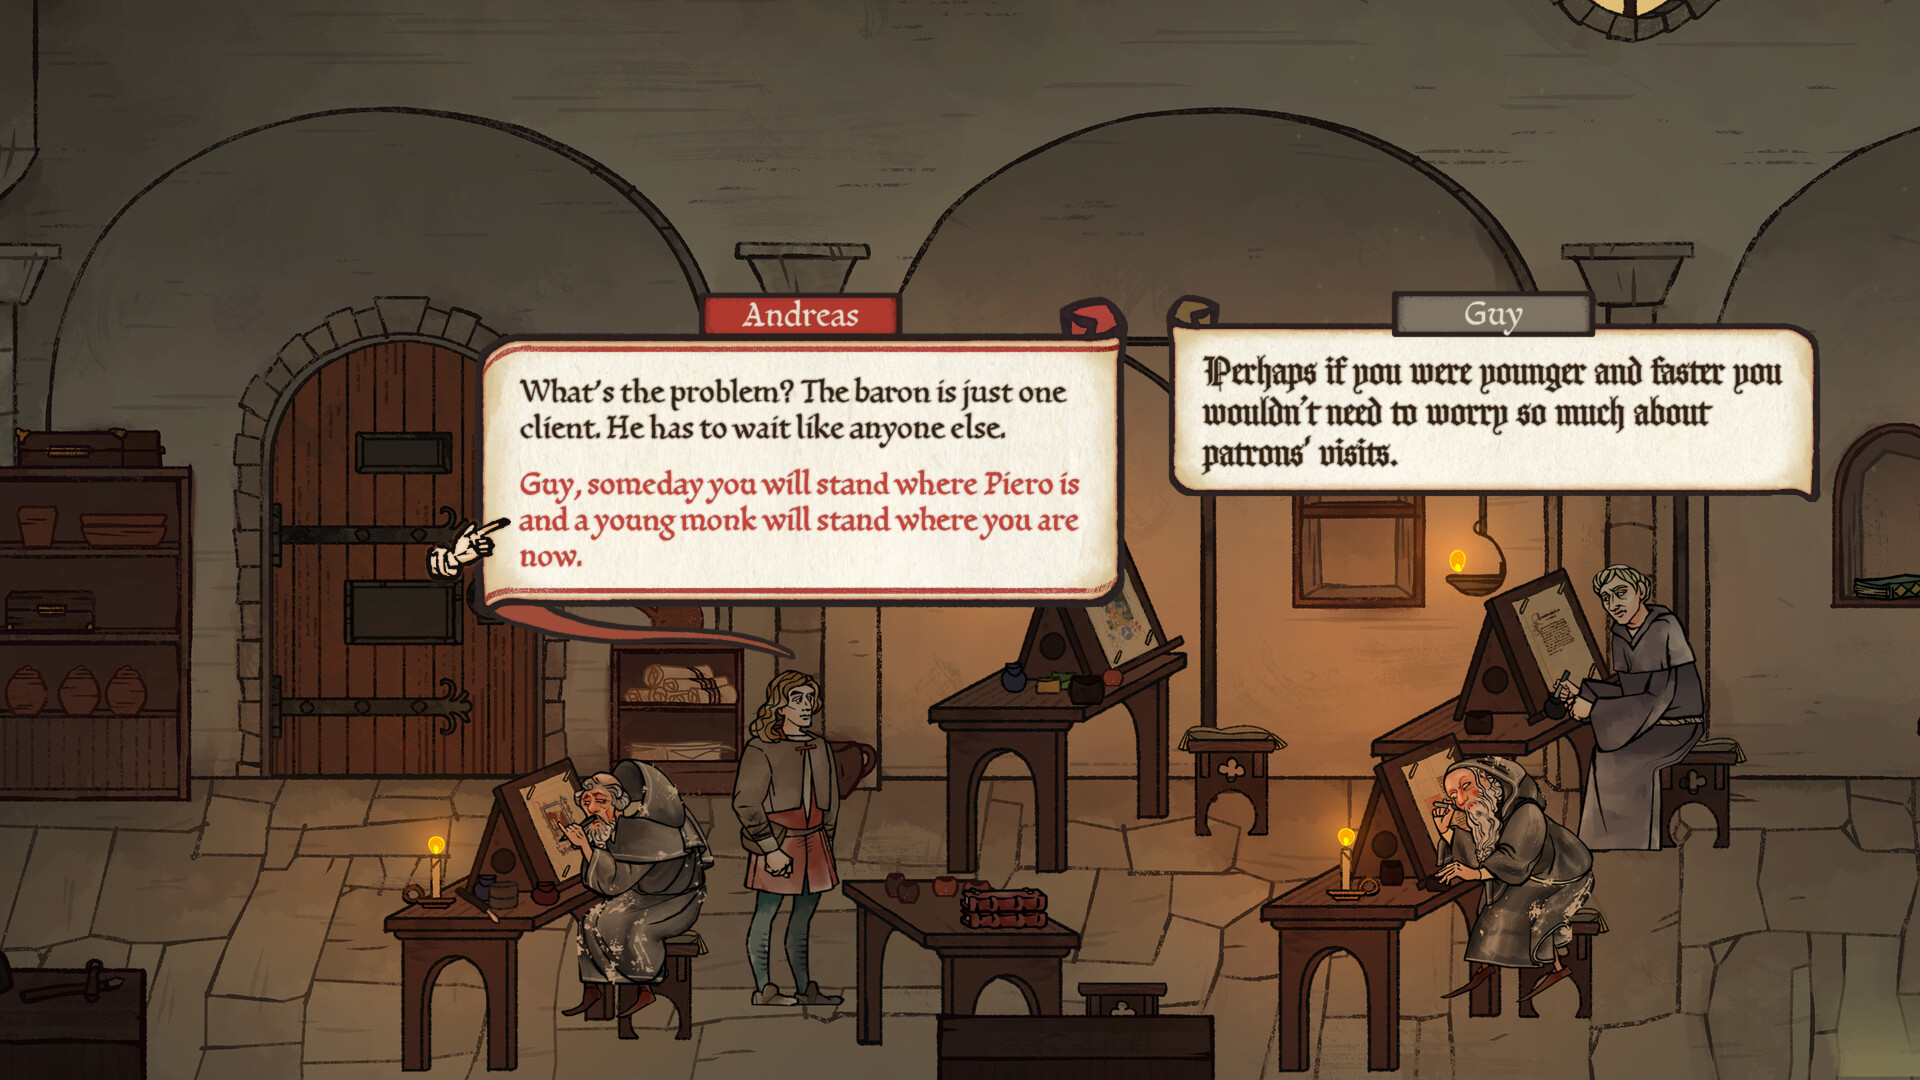 Andreas
What's the problem? The baron is just one
client. He has to wait like anyone else.
Guy, someday you will stand where Piero is
and a young monk will stand where you are
now.
Guy
Perhaps if you were younger and faster you
wouldn't need to worry so much about
patrons' visits.